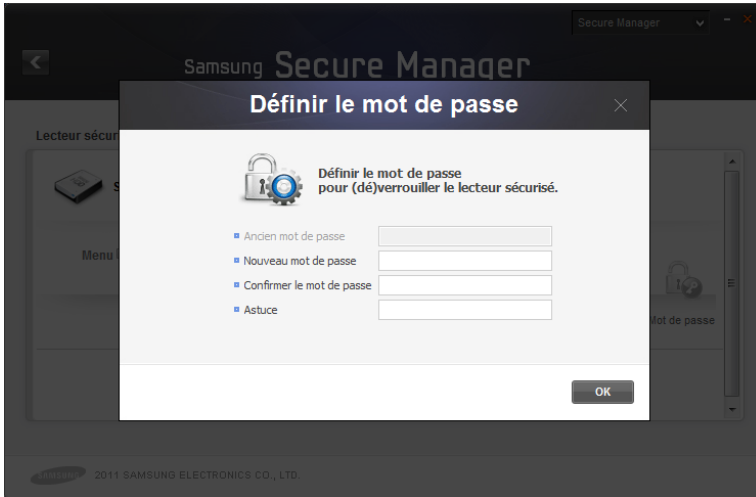 Secure Manager
Samsung Secure Manager
Définir le mot de passe
Lecteur sécur
Définir le mot de passe
pour (dé)verrouiller le lecteur sécurisé.
S
Ancien mot de passe
Nouveau mot de passe
Menu
Confirmer le mot de passe
Astuce
Mot de passe
OK
SAMSUNG 2011 SAMSUNG ELECTRONICS CO., LTD.